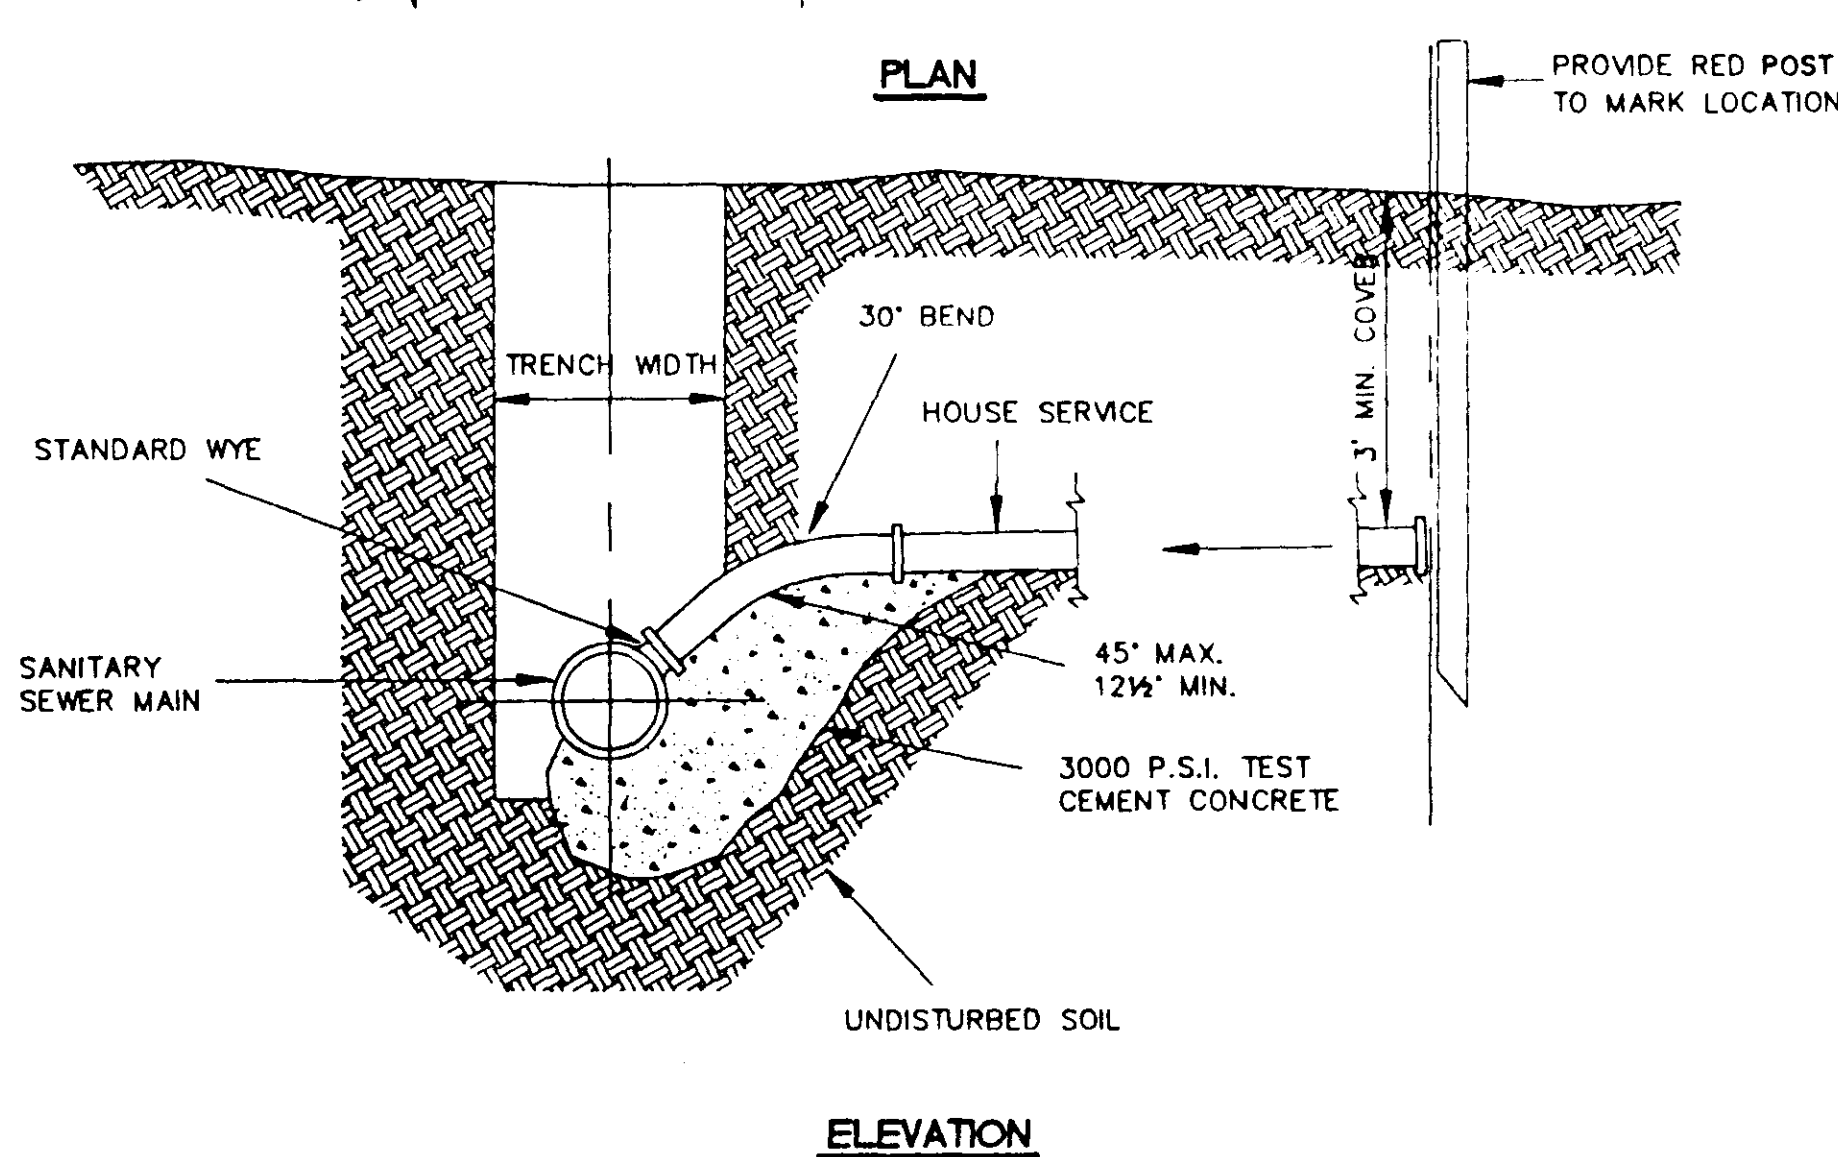 PLAN
PROVIDE RED POST
TO MARK LOCATION
30° BEND
TRENCH WIDTH
HOUSE SERVICE
3' MIN. COVER
STANDARD WYE
SANITARY
SEWER MAIN
45° MAX.
12½° MIN.
3000 P.S.I. TEST
CEMENT CONCRETE
UNDISTURBED SOIL
ELEVATION